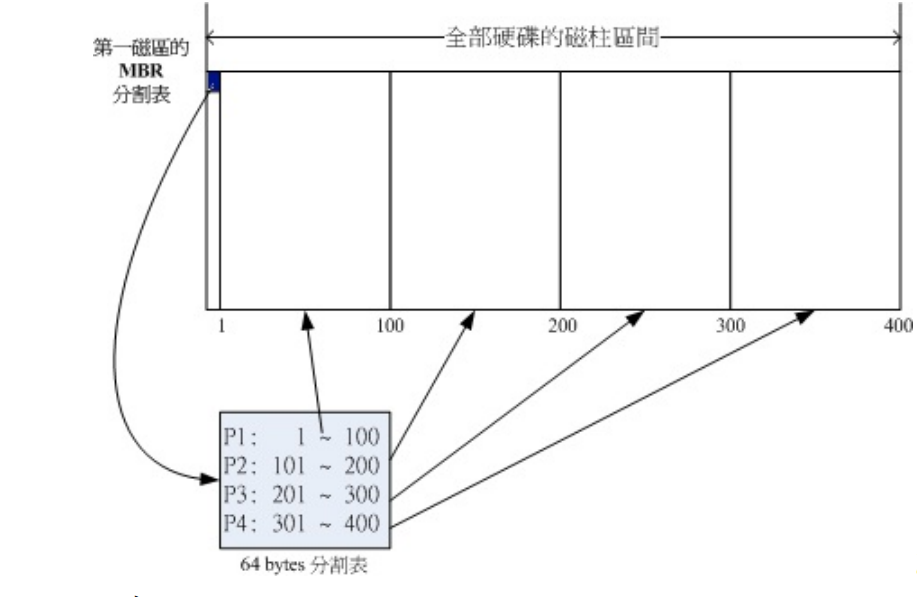 全部硬碟的磁柱區間
第一磁區的
MBR
分割表
1
100
200
300
400
P1: 1 ~ 100
P2: 101 ~ 200
P3: 201 ~ 300
P4: 301 ~ 400
64 bytes 分割表